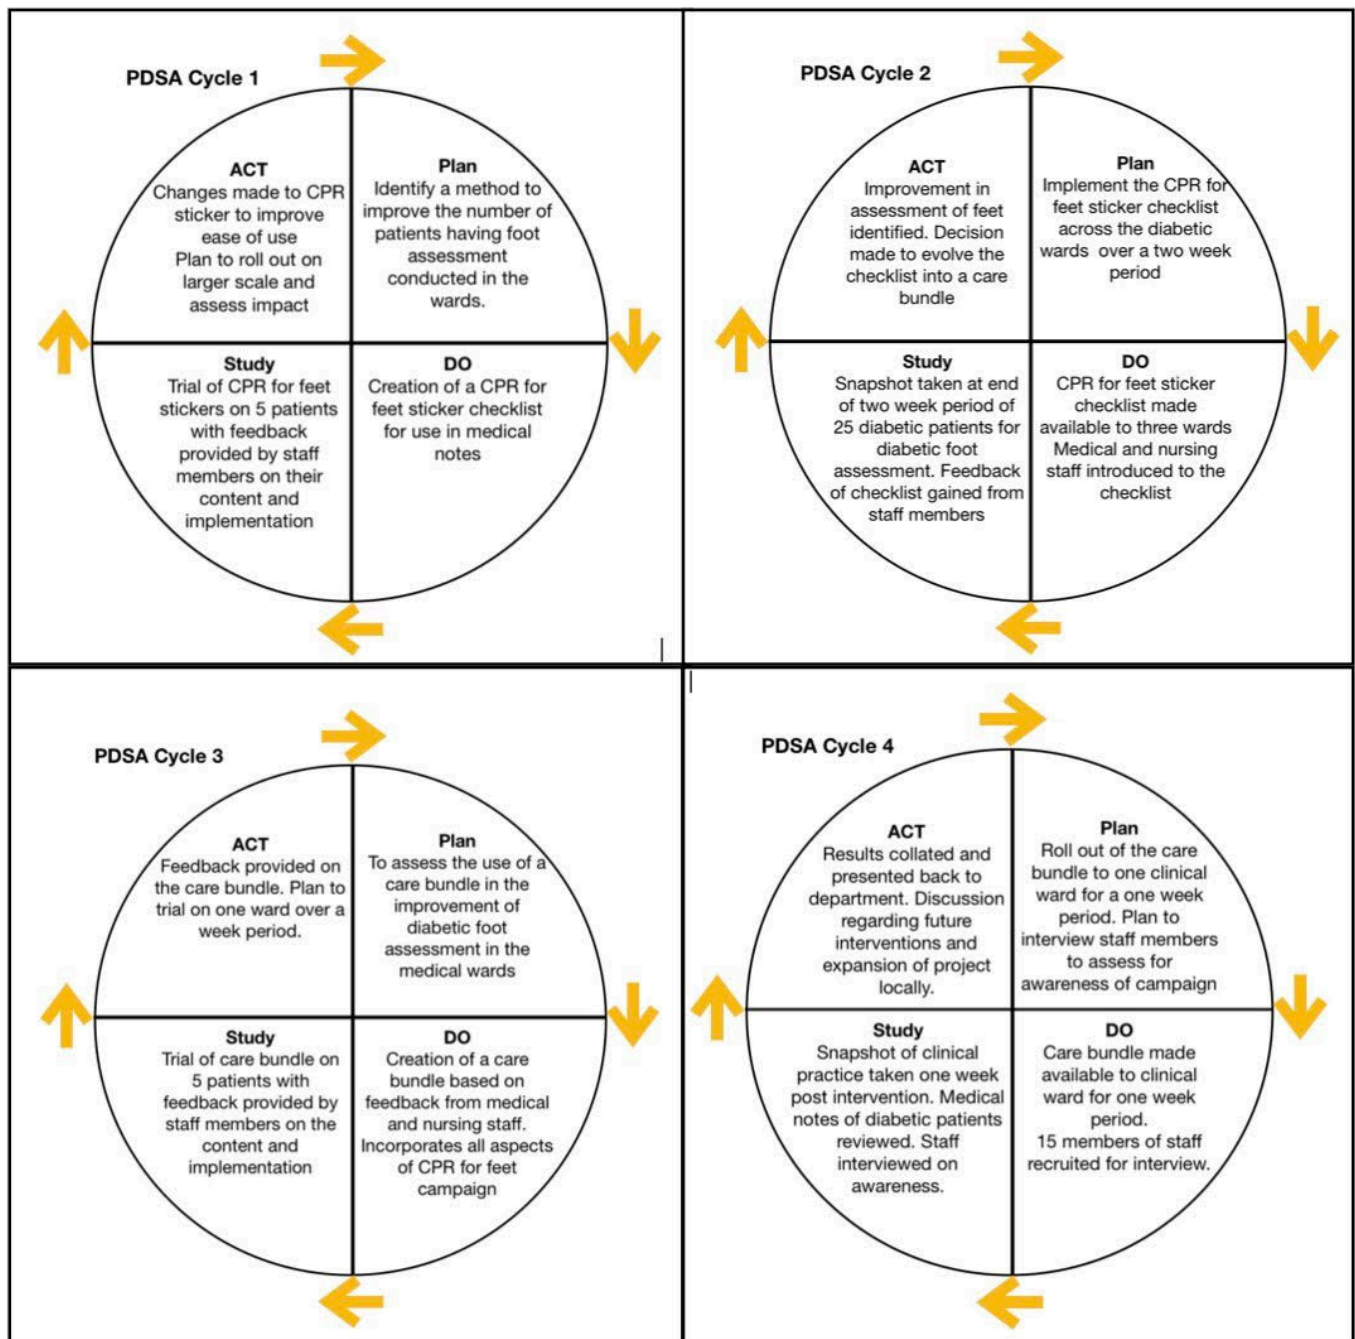 PDSA Cycle 1
ACT
Changes made to CPR
sticker to improve
ease of use
Plan to roll out on
larger scale and
assess impact
Plan
Identify a method to
improve the number of
patients having foot
assessment
conducted in the
wards.
Study
Trial of CPR for feet
stickers on 5 patients
with feedback
provided by staff
members on their
content and
implementation
DO
Creation of a CPR for
feet sticker checklist
for use in medical
notes
PDSA Cycle 2
ACT
Improvement in
assessment of feet
identified. Decision
made to evolve the
checklist into a care
bundle
Plan
Implement the CPR for
feet sticker checklist
across the diabetic
wards over a two week
period
Study
Snapshot taken at end
of two week period of
25 diabetic patients for
diabetic foot
assessment. Feedback
of checklist gained from
staff members
DO
CPR for feet sticker
checklist made
available to three wards
Medical and nursing
staff introduced to the
checklist
PDSA Cycle 3
ACT
Feedback provided on
the care bundle. Plan to
trial on one ward over a
week period.
Plan
To assess the use of a
care bundle in the
improvement of
diabetic foot
assessment in the
medical wards
Study
Trial of care bundle on
5 patients with
feedback provided by
staff members on the
content and
implementation
DO
Creation of a care
bundle based on
feedback from medical
and nursing staff.
Incorporates all aspects
of CPR for feet
campaign
PDSA Cycle 4
ACT
Results collated and
presented back to
department. Discussion
regarding future
interventions and
expansion of project
locally.
Plan
Roll out of the care
bundle to one clinical
ward for a one week
period. Plan to
interview staff members
to assess for
awareness of campaign
Study
Snapshot of clinical
practice taken one week
post intervention. Medical
notes of diabetic patients
reviewed. Staff
interviewed on
awareness.
DO
Care bundle made
available to clinical
ward for one week
period.
15 members of staff
recruited for interview.